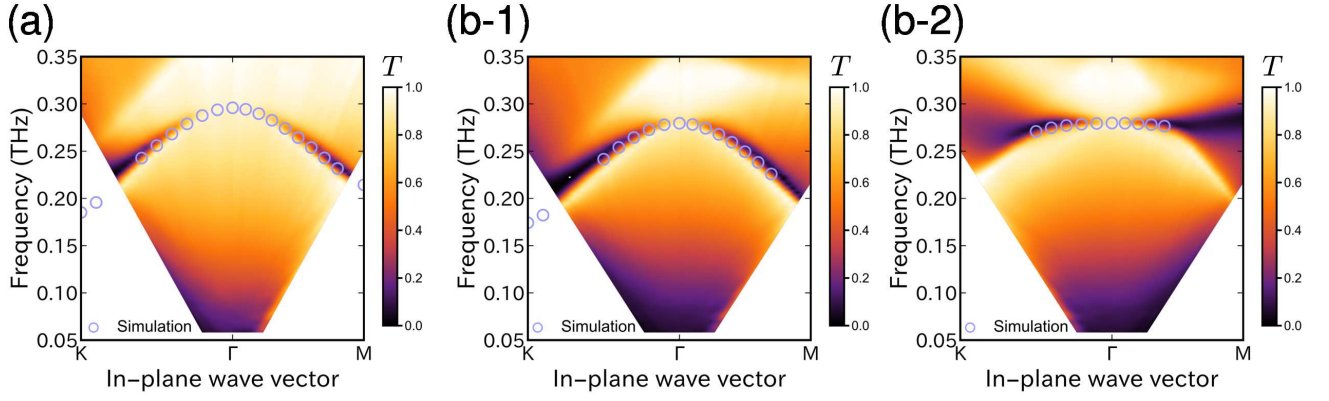 (a)
Frequency (THz)
0.35
0.30
0.25
0.20
0.15
0.10
0.05
K
Γ
M
In-plane wave vector
Simulation
T
1.0
0.8
0.6
0.4
0.2
0.0
(b-1)
Frequency (THz)
0.35
0.30
0.25
0.20
0.15
0.10
0.05
K
Γ
M
In-plane wave vector
Simulation
T
1.0
0.8
0.6
0.4
0.2
0.0
(b-2)
Frequency (THz)
0.35
0.30
0.25
0.20
0.15
0.10
0.05
K
Γ
M
In-plane wave vector
Simulation
T
1.0
0.8
0.6
0.4
0.2
0.0